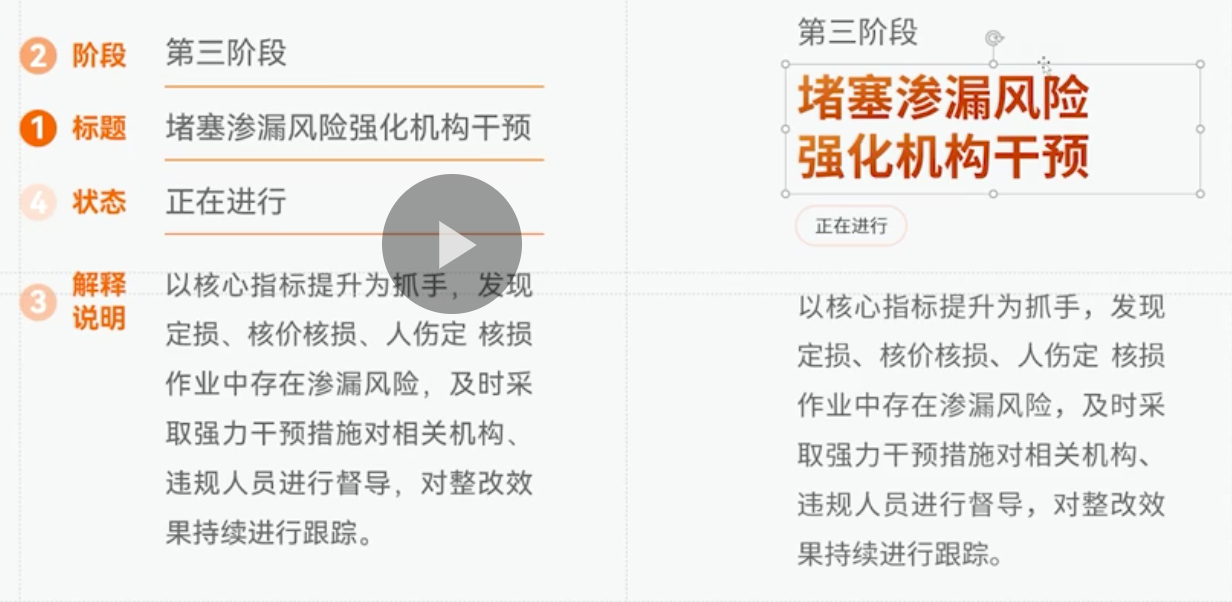 2 阶段 第三阶段
1 标题 堵塞渗漏风险强化机构干预
4 状态 正在进行
3 解释
说明
以核心指标提升为抓手，发现
定损、核价核损、人伤定 核损
作业中存在渗漏风险，及时采
取强力干预措施对相关机构、
违规人员进行督导，对整改效
果持续进行跟踪。
第三阶段
堵塞渗漏风险
强化机构干预
正在进行
以核心指标提升为抓手，发现
定损、核价核损、人伤定 核损
作业中存在渗漏风险，及时采
取强力干预措施对相关机构、
违规人员进行督导，对整改效
果持续进行跟踪。